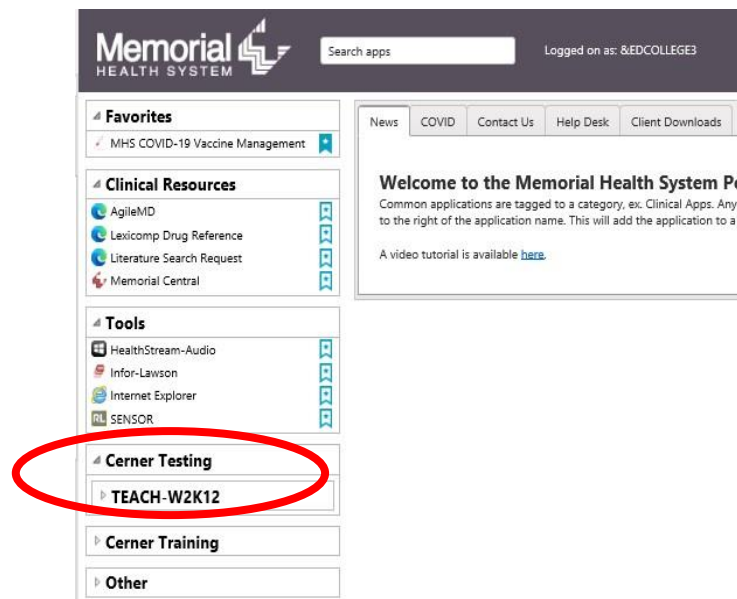 Memorial
HEALTH SYSTEM
Search apps
Logged on as: &EDCOLLEGE3
Favorites
MHS COVID-19 Vaccine Management
Clinical Resources
AgileMD
Lexicomp Drug Reference
Literature Search Request
Memorial Central
Tools
HealthStream-Audio
Infor-Lawson
Internet Explorer
RL SENSOR
Cerner Testing
TEACH-W2K12
Cerner Training
Other
News COVID Contact Us Help Desk Client Downloads
Welcome to the Memorial Health System
Common applications are tagged to a category, ex. Clinical Apps. Any
to the right of the application name. This will add the application to a
A video tutorial is available here.